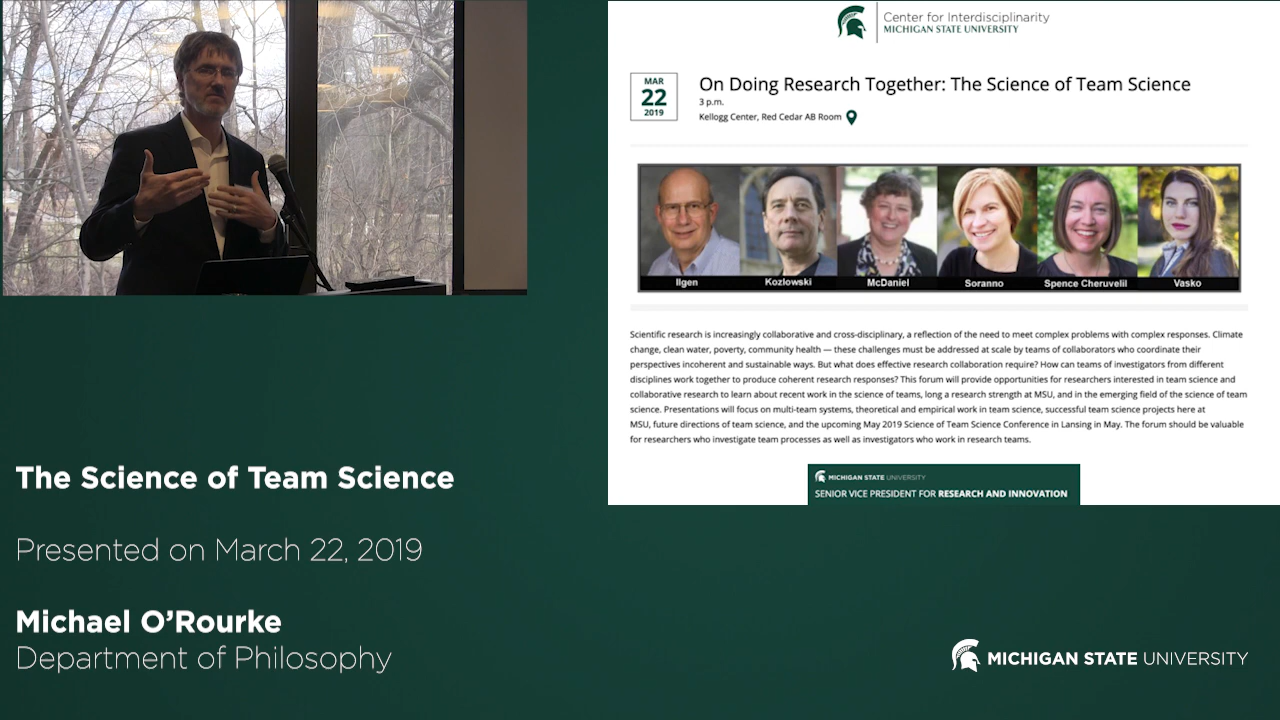 Center for Interdisciplinarity
MICHIGAN STATE UNIVERSITY
MAR
22
2019
On Doing Research Together: The Science of Team Science
3 p.m.
Kellogg Center, Red Cedar AB Room
Ilgen
Kozlowski
McDaniel
Soranno
Spence Cheruvelil
Vasko
Scientific research is increasingly collaborative and cross-disciplinary, a reflection of the need to meet complex problems with complex responses. Climate
change, clean water, poverty, community health — these challenges must be addressed at scale by teams of collaborators who coordinate their
perspectives incoherent and sustainable ways. But what does effective research collaboration require? How can teams of investigators from different
disciplines work together to produce coherent research responses? This forum will provide opportunities for researchers interested in team science and
collaborative research to learn about recent work in the science of teams, long a research strength at MSU, and in the emerging field of the science of team
science. Presentations will focus on multi-team systems, theoretical and empirical work in team science, successful team science projects here at
MSU, future directions of team science, and the upcoming May 2019 Science of Team Science Conference in Lansing in May. The forum should be valuable
for researchers who investigate team processes as well as investigators who work in research teams.
MICHIGAN STATE UNIVERSITY
SENIOR VICE PRESIDENT FOR RESEARCH AND INNOVATION
The Science of Team Science
Presented on March 22, 2019
Michael O'Rourke
Department of Philosophy
MICHIGAN STATE UNIVERSITY